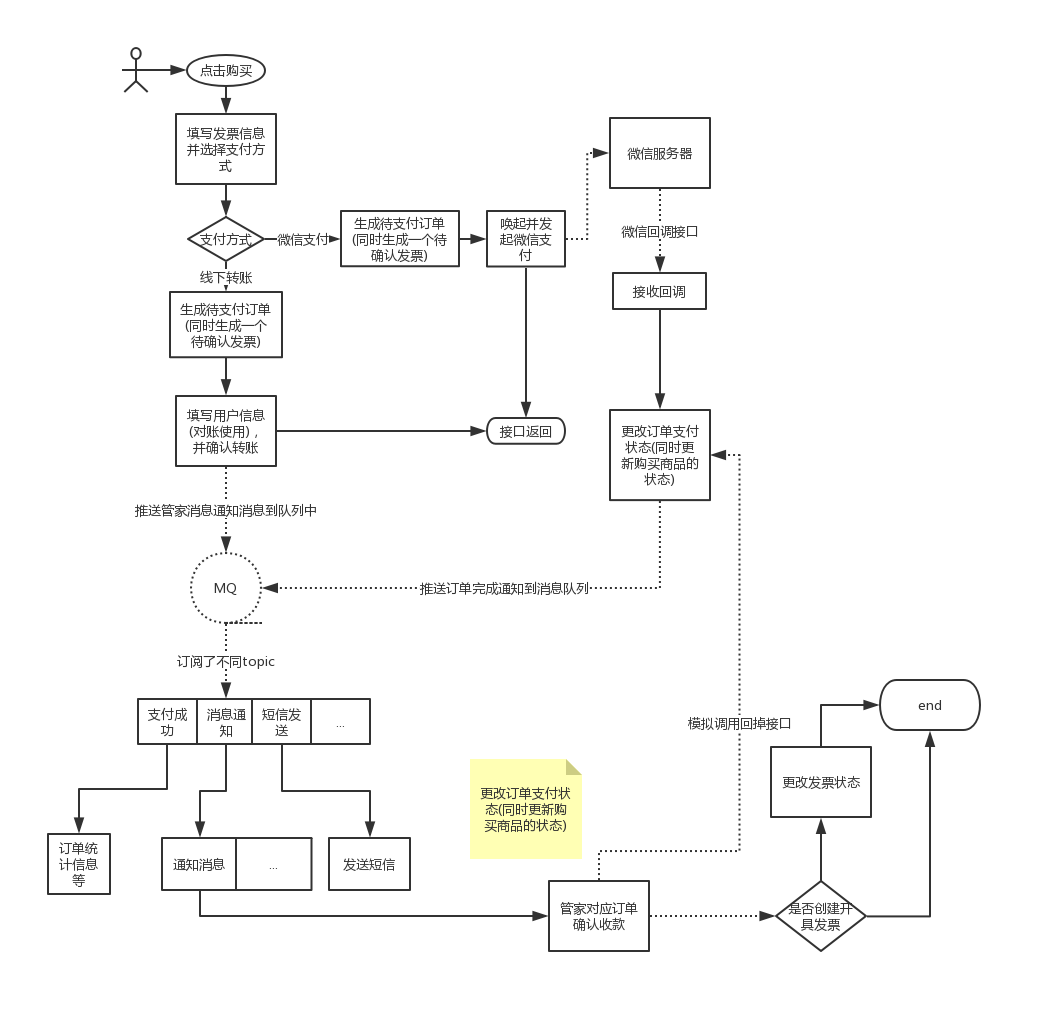 点击购买
填写发票信息
并选择支付方
式
支付方式
微信支付
生成待支付订单
(同时生成一个待
确认发票)
唤起并发
起微信支
付
微信服务器
微信回调接口
接收回调
线下转账
生成待支付订单
(同时生成一个
待确认发票)
填写用户信息
(对账使用)，
并确认转账
接口返回
更改订单支付
状态(同时更
新购买商品的
状态)
推送管家消息通知消息到队列中
MQ
推送订单完成通知到消息队列
订阅了不同topic
支付成
功
消息通
知
短信发
送
...
模拟调用回掉接口
end
更改发票状态
更改订单支付状
态(同时更新购
买商品的状态)
订单统
计信息
等
通知消息
...
发送短信
管家对应订单
确认收款
是否创建开
具发票